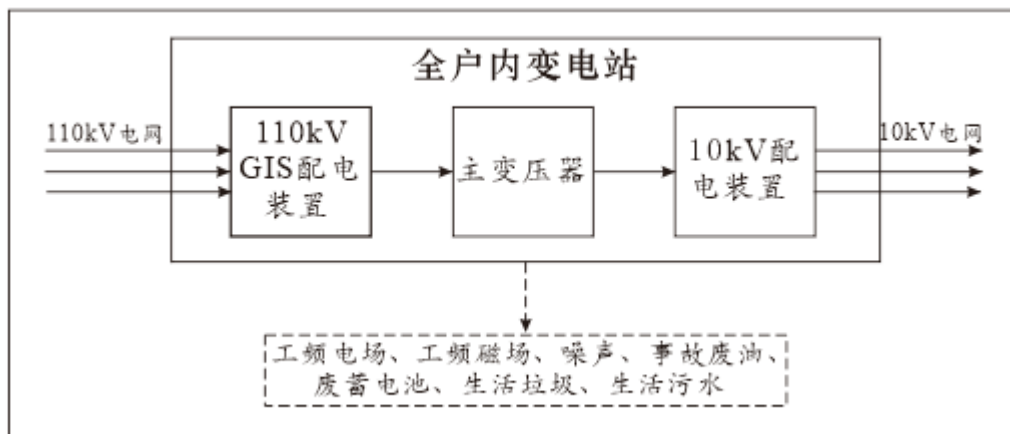 全户内变电站
110kV电网
110kV
GIS配电
装置
主变压器
10kV配
电装置
10kV电网
工频电场、工频磁场、噪声、事故废油、
废蓄电池、生活垃圾、生活污水